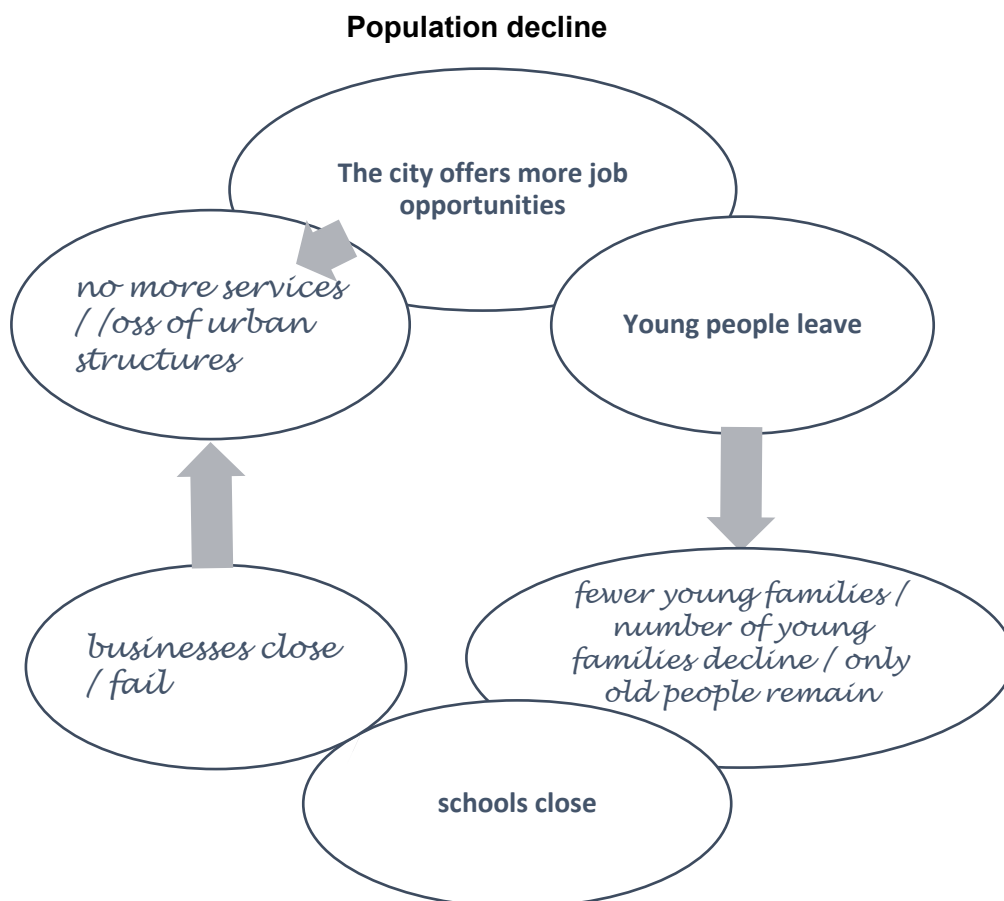 Population decline
The city offers more job
opportunities
Young people leave
fewer young families /
number of young
families decline / only
old people remain
schools close
businesses close
/ fail
no more services
/ /oss of urban
structures